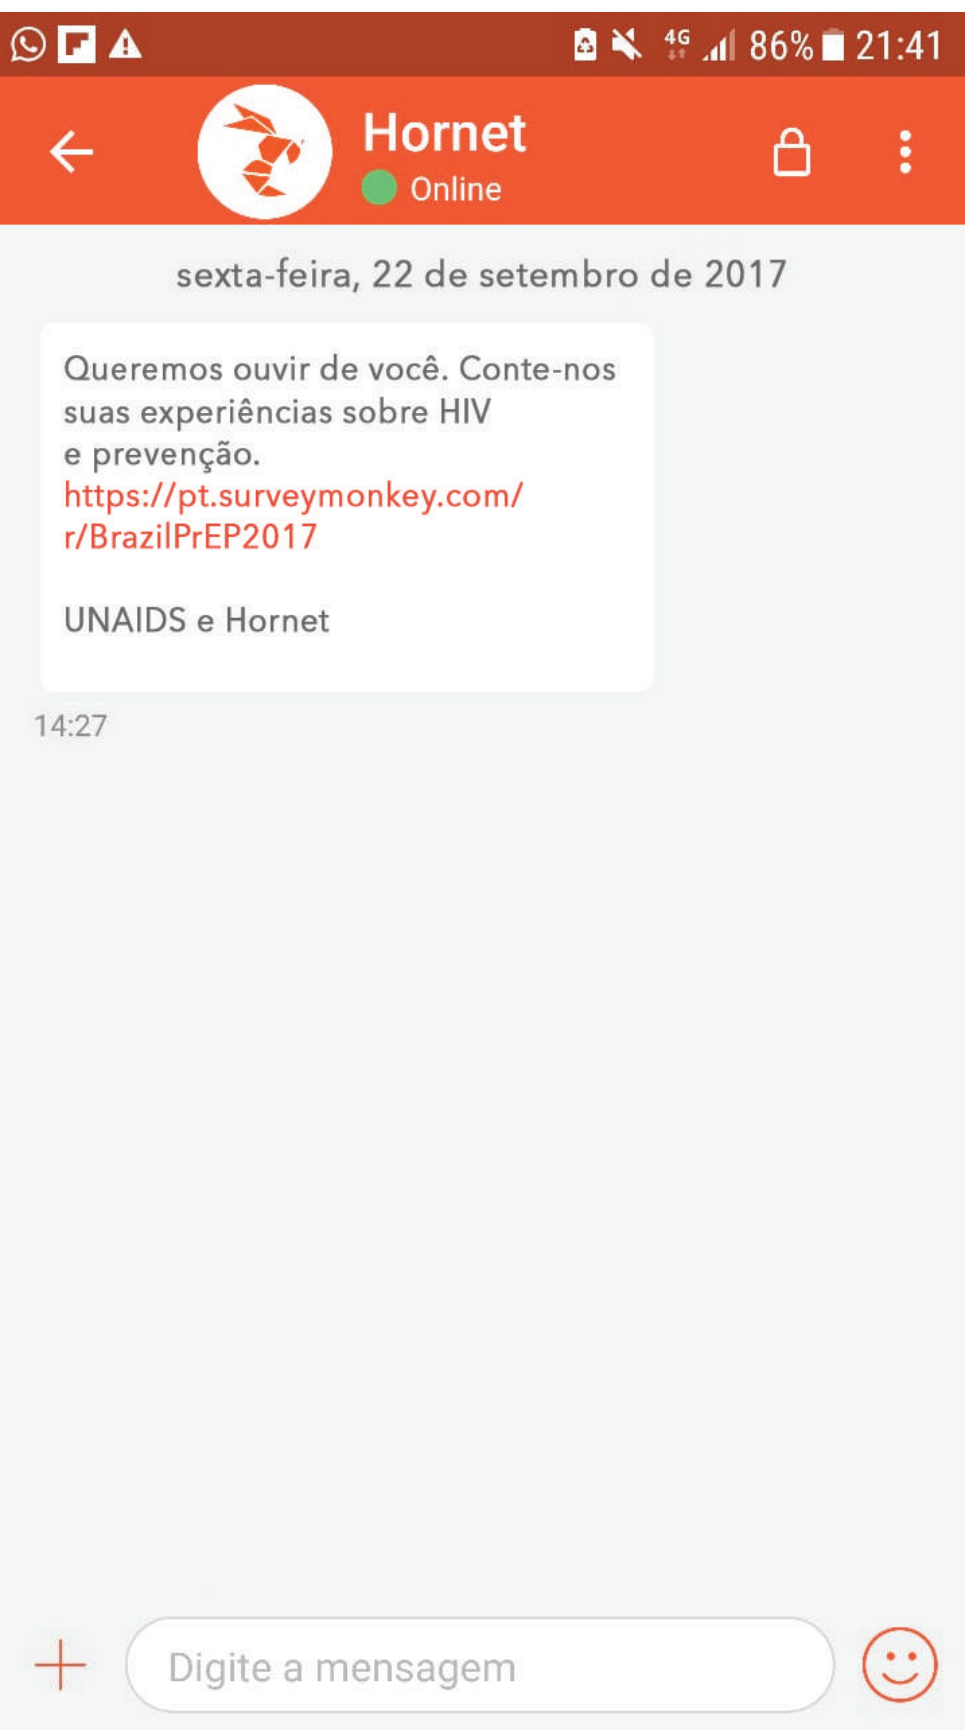 4G 86% 21:41
Hornet
Online
sexta-feira, 22 de setembro de 2017
Queremos ouvir de você. Conte-nos
suas experiências sobre HIV
e prevenção.
https://pt.surveymonkey.com/
r/BrazilPrEP2017
UNAIDS e Hornet
14:27
Digite a mensagem